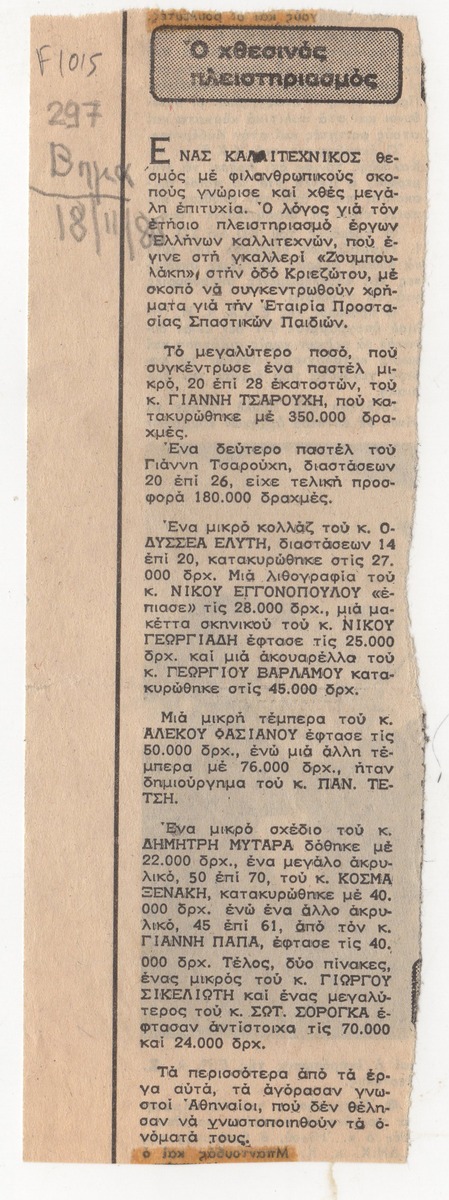 F1015
297
Βημα
18/11/8
Ὁ χθεσινός
πλειστηριασμός
ΕΝΑΣ ΚΑΛΛΙΤΕΧΝΙΚΟΣ θε-
σμός μέ φιλανθρωπικούς σκο-
πούς γνώρισε καί χθές μεγά-
λη ἐπιτυχία. Ὁ λόγος γιά τόν
ἐτήσιο πλειστηριασμό ἔργων
Ἑλλήνων καλλιτεχνῶν, πού ἔ-
γινε στή γκαλλερί «Ζουμπου-
λάκη», στήν ὁδό Κριεζώτου, μέ
σκοπό νά συγκεντρωθοῦν χρή-
ματα γιά τήν Ἑταιρία Προστα-
σίας Σπαστικῶν Παιδιῶν.
Τό μεγαλύτερο ποσό, πού
συγκέντρωσε ἕνα παστέλ μι-
κρό, 20 ἐπί 28 ἑκατοστῶν, τοῦ
κ. ΓΙΑΝΝΗ ΤΣΑΡΟΥΧΗ, πού κα-
τακυρώθηκε μέ 350.000 δρα-
χμές.
Ἕνα δεύτερο παστέλ τοῦ
Γιάννη Τσαρούχη, διαστάσεων
20 ἐπί 26, εἶχε τελική προσ-
φορά 180.000 δραχμές.
Ἕνα μικρό κολλάζ τοῦ κ. Ο-
ΔΥΣΣΕΑ ΕΛΥΤΗ, διαστάσεων 14
ἐπί 20, κατακυρώθηκε στίς 27.
000 δρχ. Μιά λιθογραφία τοῦ
κ. ΝΙΚΟΥ ΕΓΓΟΝΟΠΟΥΛΟΥ «ἔ-
πιασε» τίς 28.000 δρχ., μιά μα-
κέττα σκηνικοῦ τοῦ κ. ΝΙΚΟΥ
ΓΕΩΡΓΙΑΔΗ ἔφτασε τίς 25.000
δρχ. καί μιά ἀκουαρέλλα τοῦ
κ. ΓΕΩΡΓΙΟΥ ΒΑΡΛΑΜΟΥ κατα-
κυρώθηκε στίς 45.000 δρχ.
Μιά μικρή τέμπερα τοῦ κ.
ΑΛΕΚΟΥ ΦΑΣΙΑΝΟΥ ἔφτασε τίς
50.000 δρχ., ἐνῶ μιά ἄλλη τέ-
μπερα μέ 76.000 δρχ., ἦταν
δημιούργημα τοῦ κ. ΠΑΝ. ΤΕ-
ΤΣΗ.
Ἕνα μικρό σχέδιο τοῦ κ.
ΔΗΜΗΤΡΗ ΜΥΤΑΡΑ δόθηκε μέ
22.000 δρχ., ἕνα μεγάλο ἀκρυ-
λικό, 50 ἐπί 70, τοῦ κ. ΚΟΣΜΑ
ΞΕΝΑΚΗ, κατακυρώθηκε μέ 40.
000 δρχ. ἐνῶ ἕνα ἄλλο ἀκρυ-
λικό, 45 ἐπί 61, ἀπό τόν κ.
ΓΙΑΝΝΗ ΠΑΠΑ, ἔφτασε τίς 40.
000 δρχ. Τέλος, δύο πίνακες,
ἕνας μικρός τοῦ κ. ΓΙΩΡΓΟΥ
ΣΙΚΕΛΙΩΤΗ καί ἕνας μεγαλύ-
τερος τοῦ κ. ΣΩΤ. ΣΟΡΟΓΚΑ ἔ-
φτασαν ἀντίστοιχα τίς 70.000
καί 24.000 δρχ.
Τά περισσότερα ἀπό τά ἔρ-
γα αὐτά, τά ἀγόρασαν γνω-
στοί Ἀθηναῖοι, πού δέν θέλη-
σαν νά γνωστοποιηθοῦν τά ὀ-
νόματά τους.